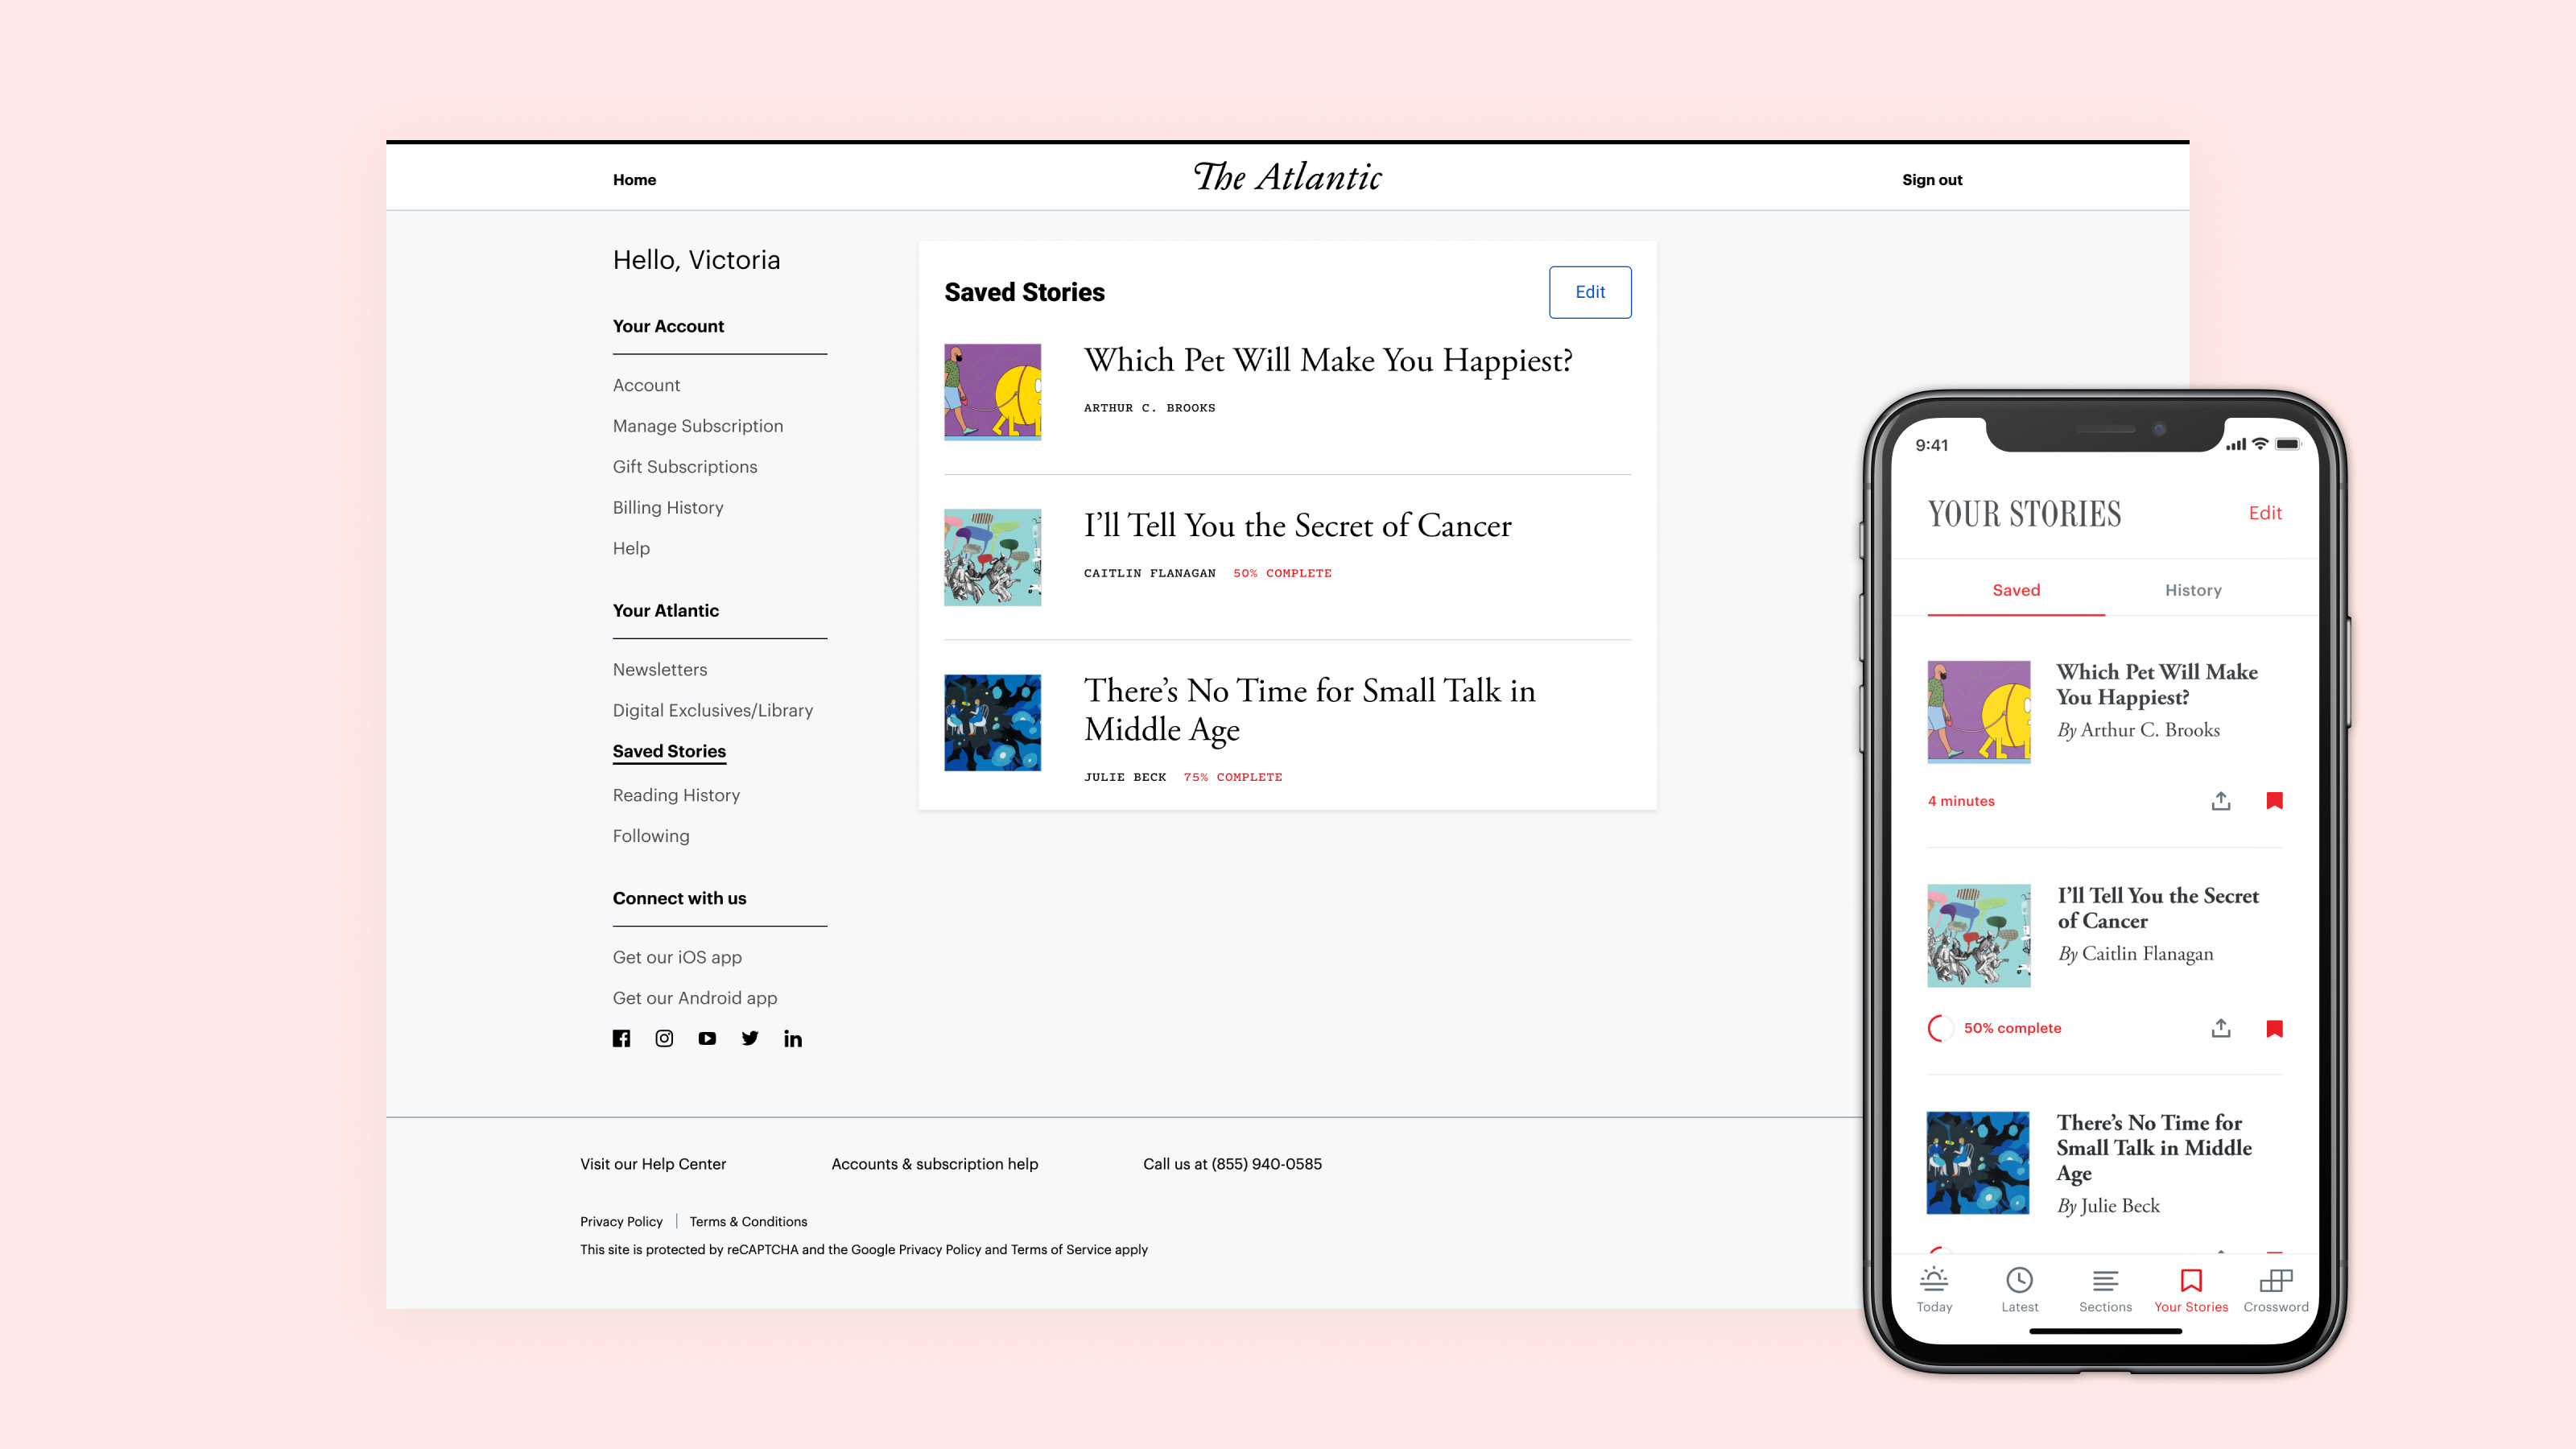 Home
The Atlantic
Sign out
Hello, Victoria
Your Account
Account
Manage Subscription
Gift Subscriptions
Billing History
Help
Your Atlantic
Newsletters
Digital Exclusives/Library
Saved Stories
Reading History
Following
Connect with us
Get our iOS app
Get our Android app
Saved Stories
Edit
Which Pet Will Make You Happiest?
ARTHUR C. BROOKS
I’ll Tell You the Secret of Cancer
CAITLIN FLANAGAN 50% COMPLETE
There’s No Time for Small Talk in
Middle Age
JULIE BECK 75% COMPLETE
Visit our Help Center
Accounts & subscription help
Call us at (855) 940-0585
Privacy Policy | Terms & Conditions
This site is protected by reCAPTCHA and the Google Privacy Policy and Terms of Service apply
9:41
YOUR STORIES
Edit
Saved
History
Which Pet Will Make
You Happiest?
By Arthur C. Brooks
4 minutes
I’ll Tell You the Secret
of Cancer
By Caitlin Flanagan
50% complete
There’s No Time for
Small Talk in Middle
Age
By Julie Beck
Today
Latest
Sections
Your Stories
Crossword